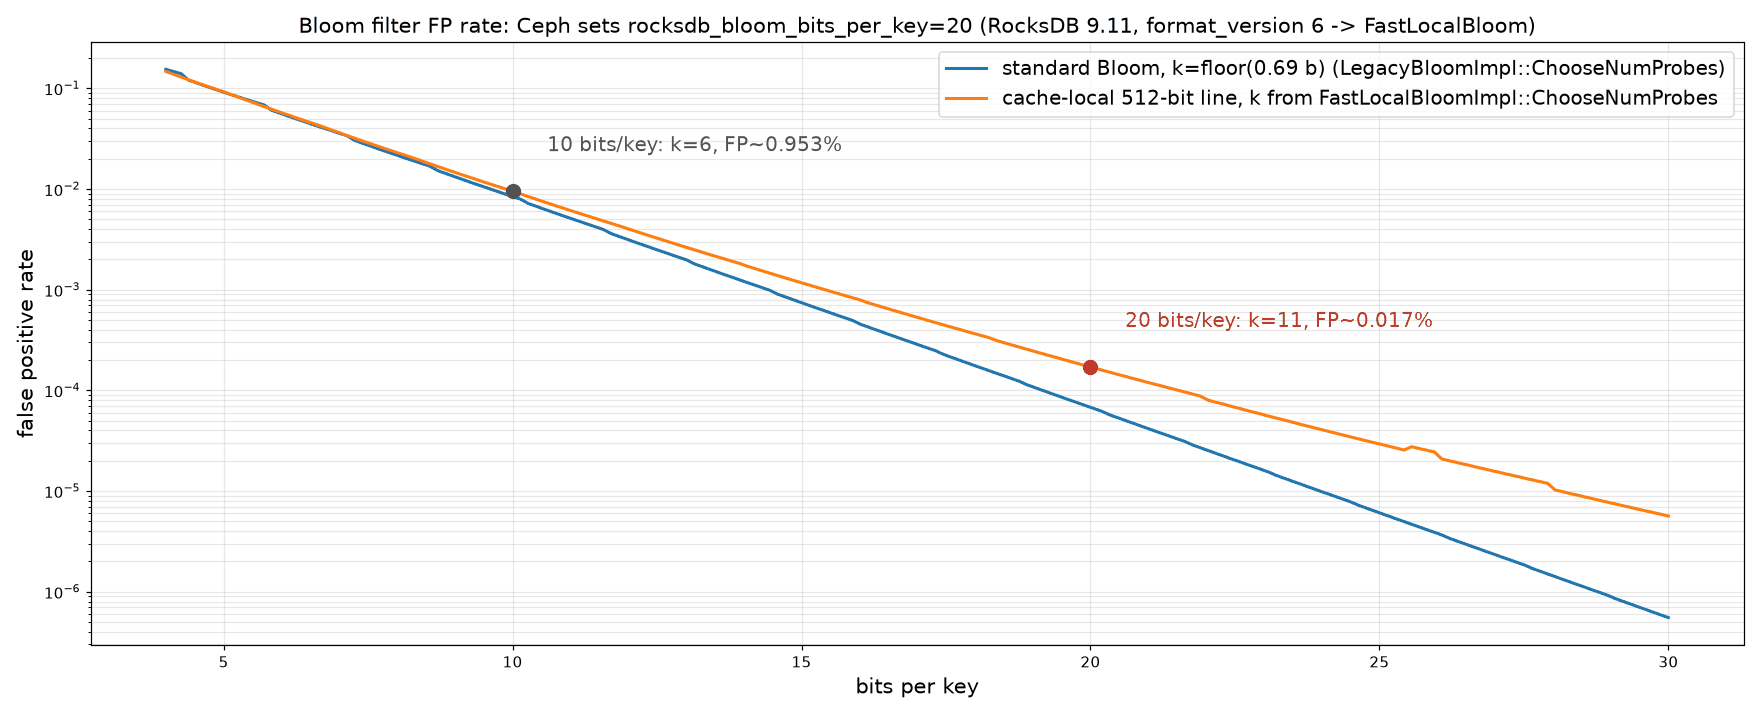 Bloom filter FP rate: Ceph sets rocksdb_bloom_bits_per_key=20 (RocksDB 9.11, format_version 6 -> FastLocalBloom)
standard Bloom, k=floor(0.69 b) (LegacyBloomImpl::ChooseNumProbes)
cache-local 512-bit line, k from FastLocalBloomImpl::ChooseNumProbes
10 bits/key: k=6, FP~0.953%
20 bits/key: k=11, FP~0.017%
false positive rate
10⁻¹
10⁻²
10⁻³
10⁻⁴
10⁻⁵
10⁻⁶
5 10 15 20 25 30
bits per key